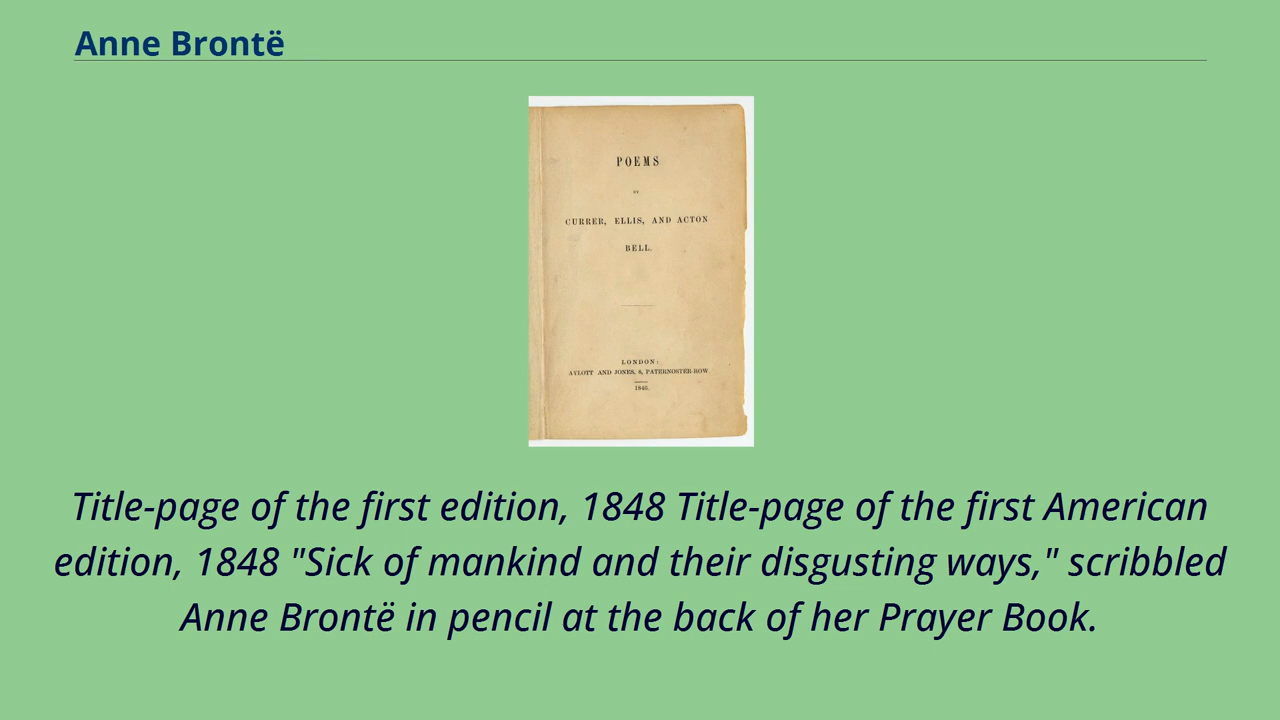 Anne Brontë
POEMS
BY
CURRER, ELLIS, AND ACTON
BELL.
LONDON:
AYLOTT AND JONES, 8, PATERNOSTER-ROW.
1846.
Title-page of the first edition, 1848 Title-page of the first American
edition, 1848 "Sick of mankind and their disgusting ways," scribbled
Anne Brontë in pencil at the back of her Prayer Book.